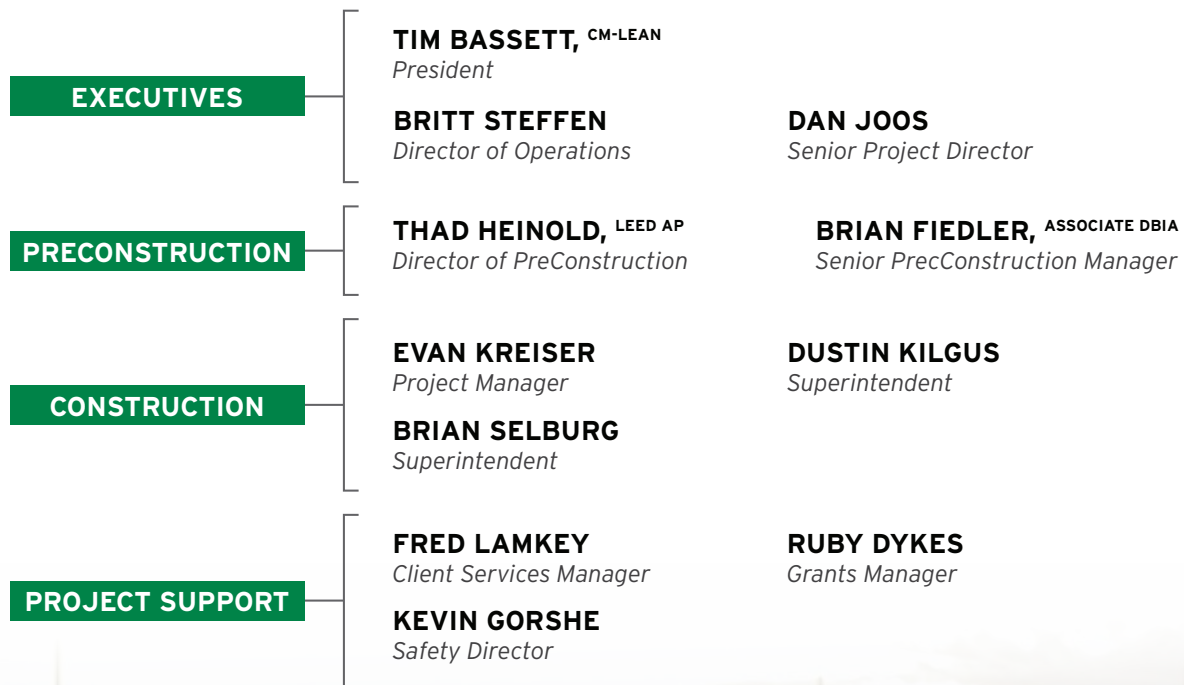 EXECUTIVES
TIM BASSETT, CM-LEAN
President
BRITT STEFFEN
Director of Operations
DAN JOOS
Senior Project Director
PRECONSTRUCTION
THAD HEINOLD, LEED AP
Director of PreConstruction
BRIAN FIEDLER, ASSOCIATE DBIA
Senior PrecConstruction Manager
CONSTRUCTION
EVAN KREISER
Project Manager
DUSTIN KILGUS
Superintendent
BRIAN SELBURG
Superintendent
PROJECT SUPPORT
FRED LAMKEY
Client Services Manager
RUBY DYKES
Grants Manager
KEVIN GORSHE
Safety Director